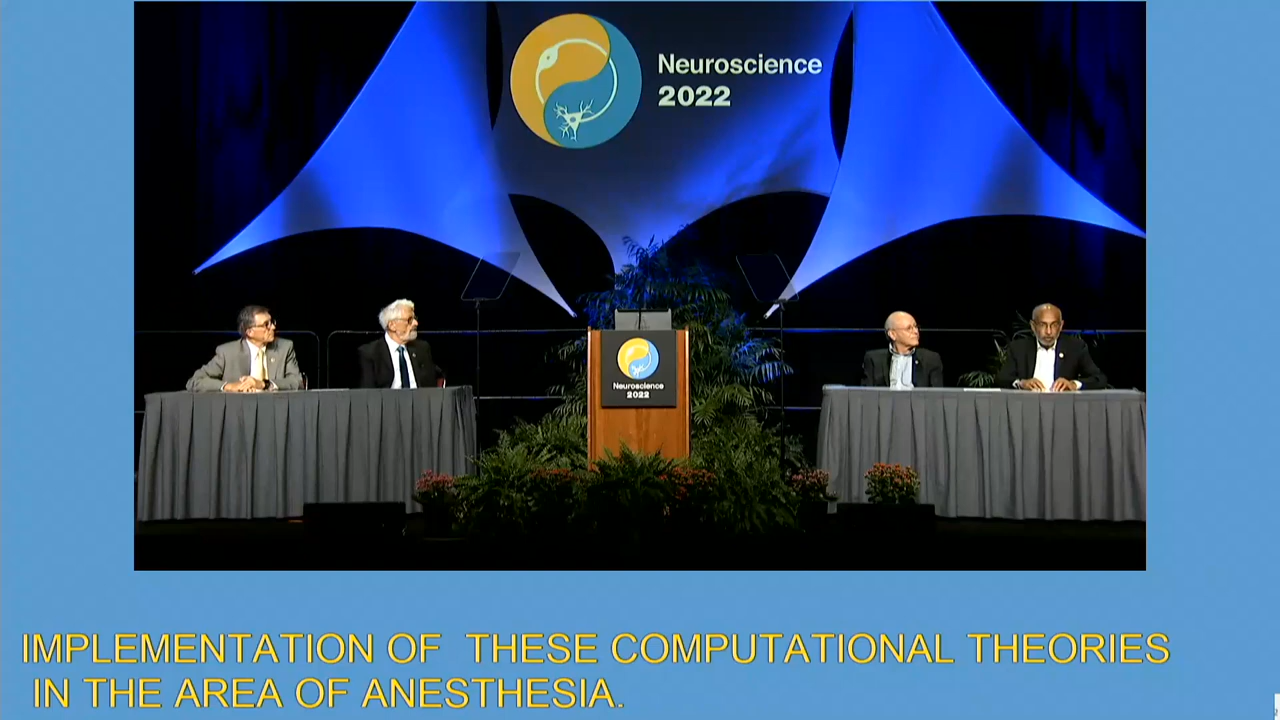 Neuroscience
2022
Neuroscience
2022
IMPLEMENTATION OF THESE COMPUTATIONAL THEORIES
IN THE AREA OF ANESTHESIA.